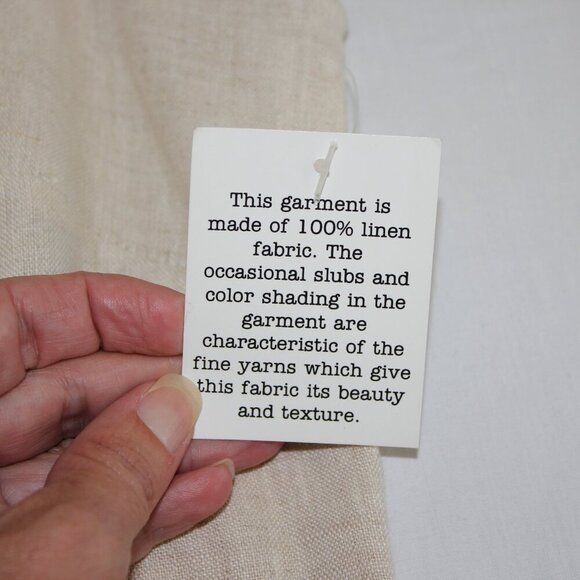 This garment is
made of 100% linen
fabric. The
occasional slubs and
color shading in the
garment are
characteristic of the
fine yarns which give
this fabric its beauty
and texture.